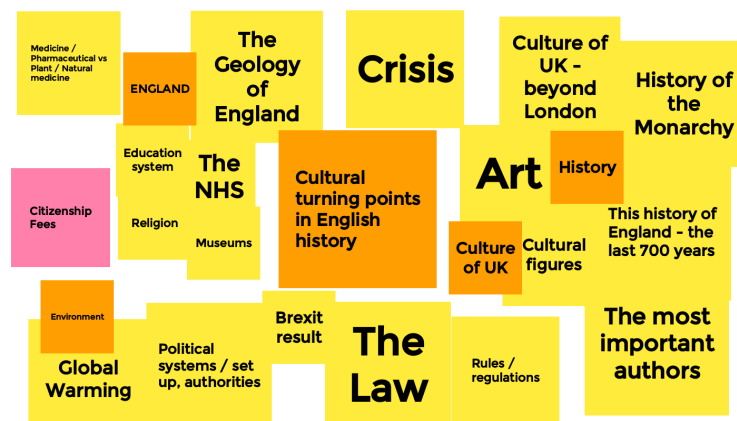 Medicine /
Pharmaceutical vs
Plant / Natural
medicine
ENGLAND
The
Geology
of
England
Crisis
Culture of
UK -
beyond
London
History of
the
Monarchy
Education
system
The
NHS
Religion
Museums
Citizenship
Fees
Cultural
turning points
in English
history
Art
History
This history of
England - the
last 700 years
Culture
of UK
Cultural
figures
Environment
Global
Warming
Political
systems / set
up, authorities
Brexit
result
The
Law
Rules /
regulations
The most
important
authors